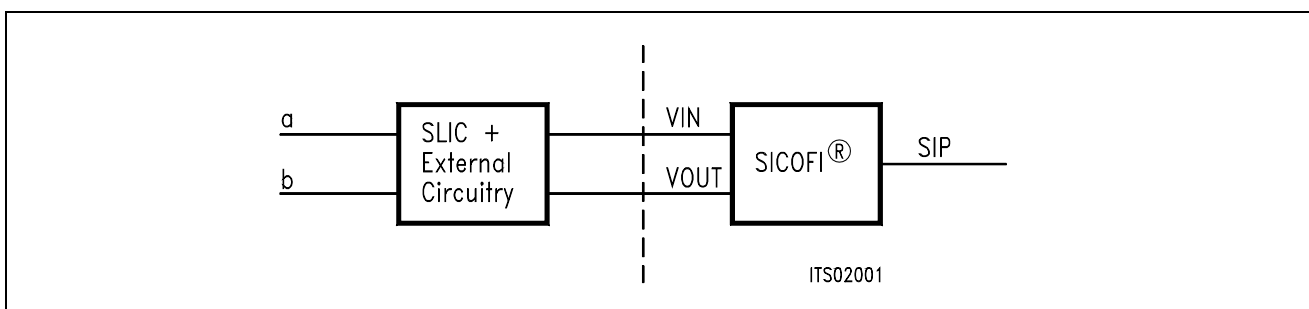 a
b
SLIC +
External
Circuitry
VIN
VOUT
SICOFI®
SIP
ITS02001